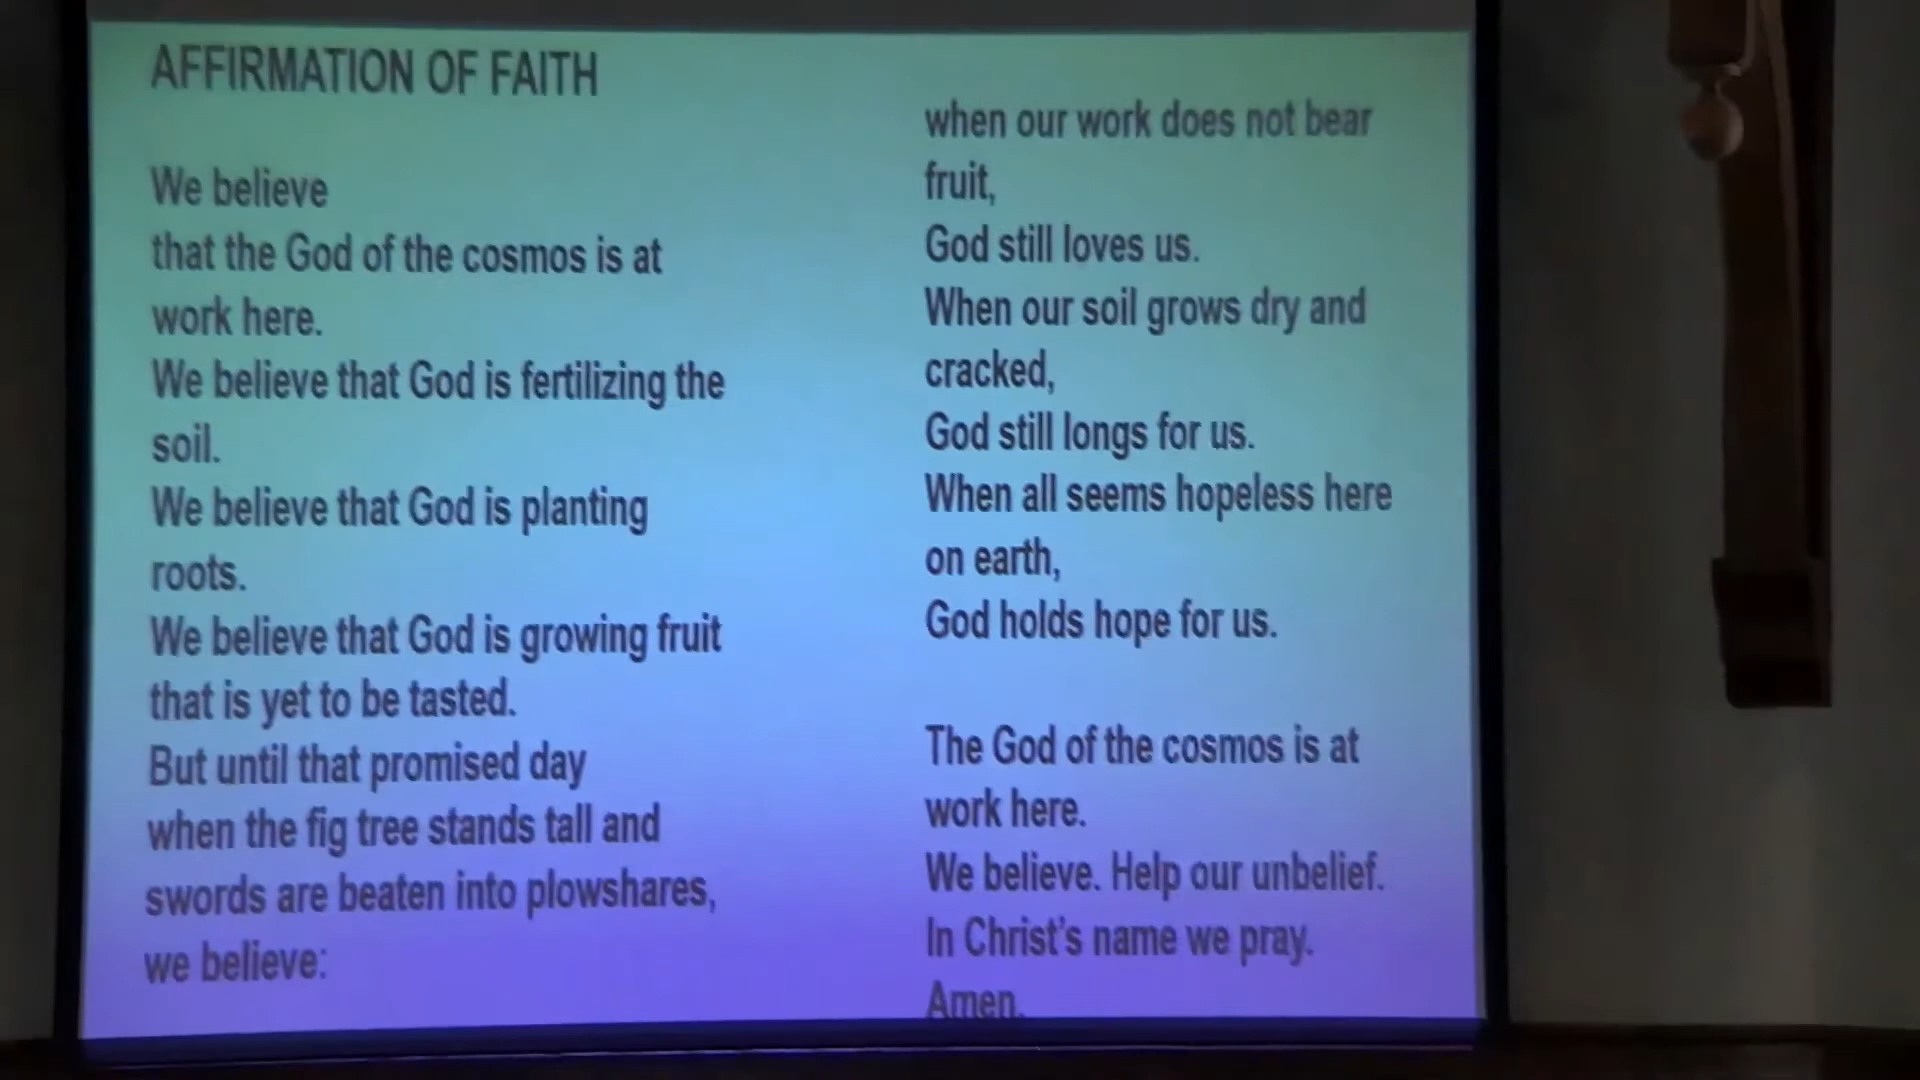 AFFIRMATION OF FAITH
We believe
that the God of the cosmos is at
work here.
We believe that God is fertilizing the
soil.
We believe that God is planting
roots.
We believe that God is growing fruit
that is yet to be tasted.
But until that promised day
when the fig tree stands tall and
swords are beaten into plowshares,
we believe:
when our work does not bear
fruit,
God still loves us.
When our soil grows dry and
cracked,
God still longs for us.
When all seems hopeless here
on earth,
God holds hope for us.
The God of the cosmos is at
work here.
We believe. Help our unbelief.
In Christ's name we pray.
Amen.